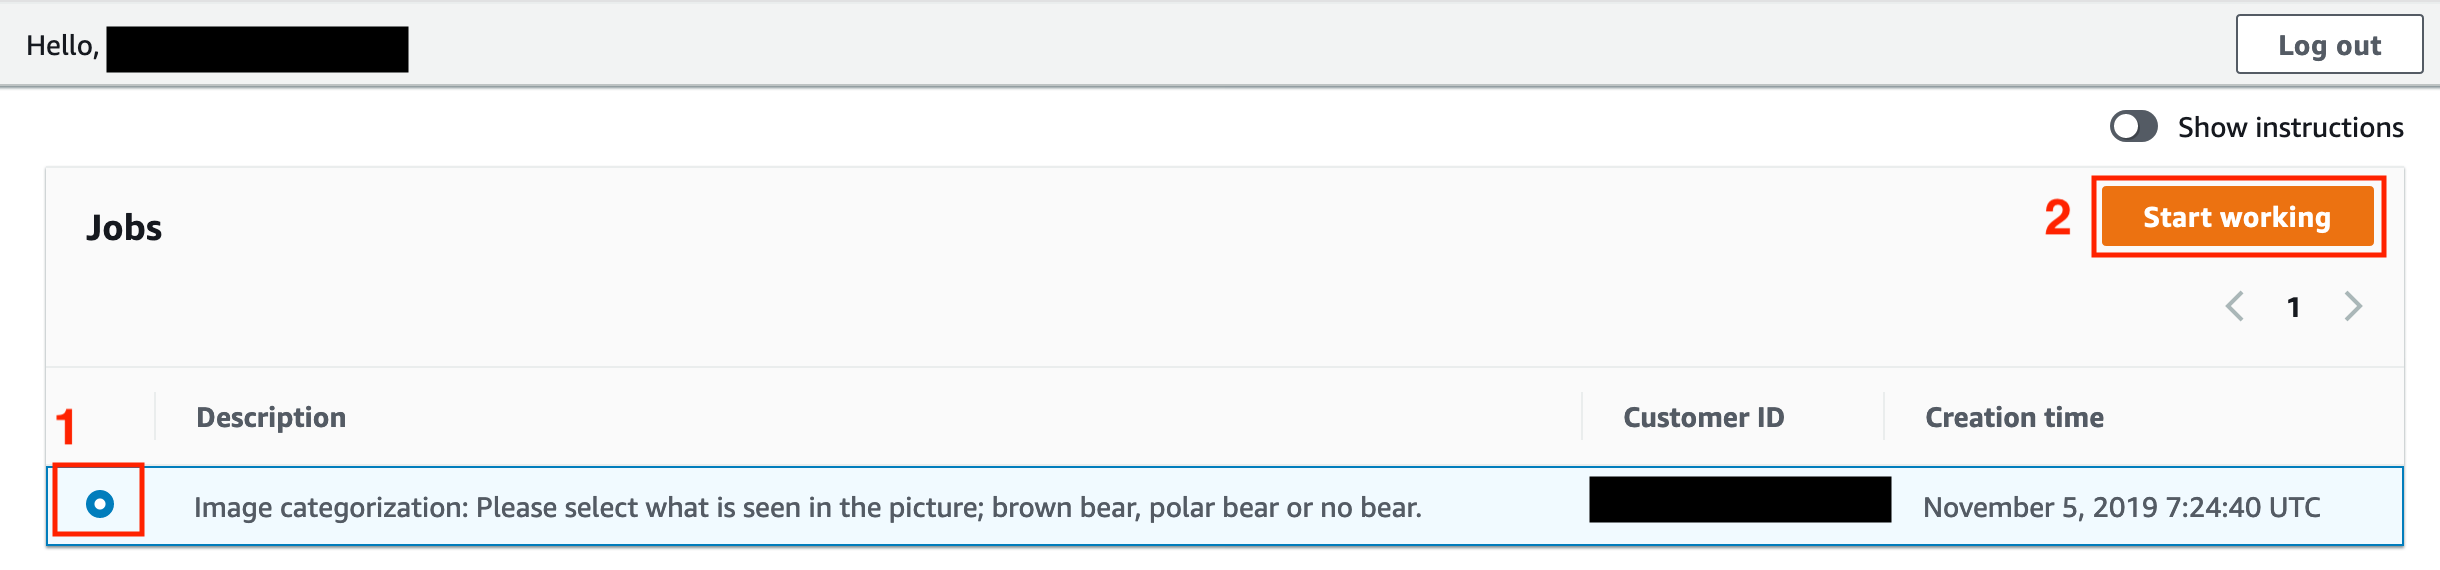 Hello,
Log out
Show instructions
Jobs
2
Start working
1
1
Description
Customer ID
Creation time
Image categorization: Please select what is seen in the picture; brown bear, polar bear or no bear.
November 5, 2019 7:24:40 UTC